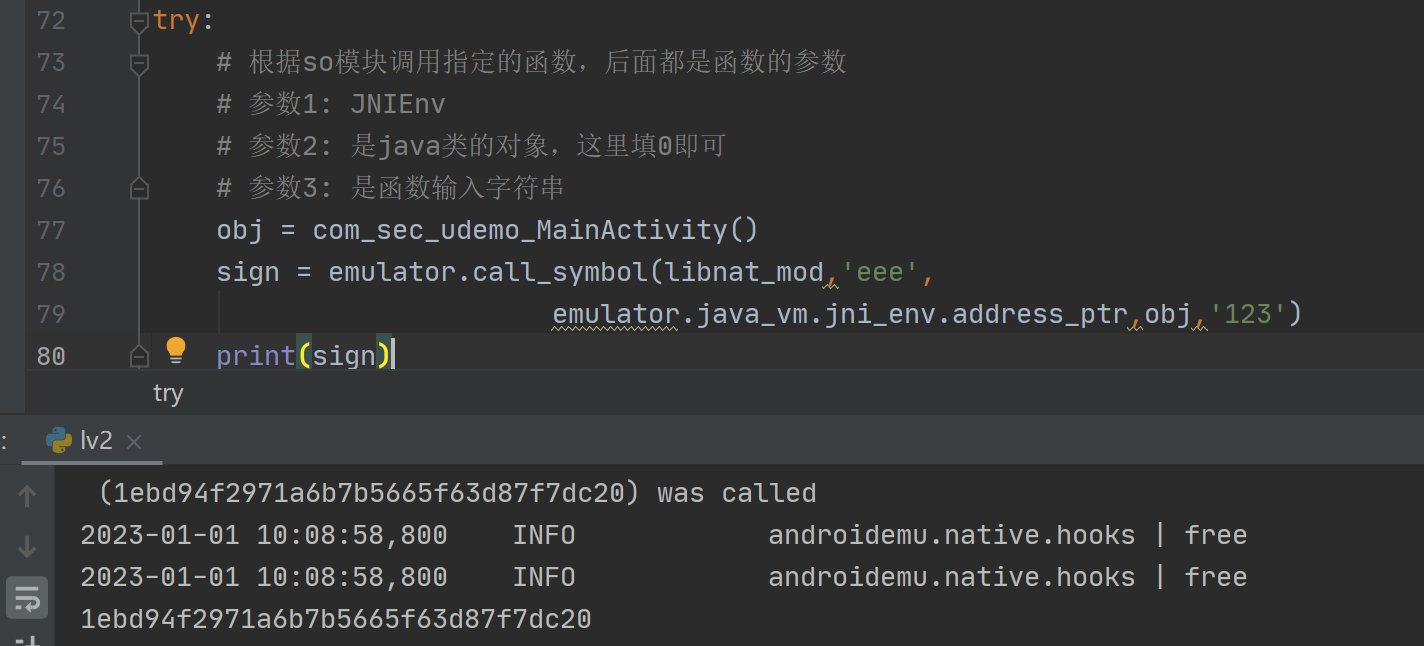 72 try:
73 # 根据so模块调用指定的函数，后面都是函数的参数
74 # 参数1: JNIEnv
75 # 参数2: 是java类的对象，这里填0即可
76 # 参数3: 是函数输入字符串
77 obj = com_sec_udemo_MainActivity()
78 sign = emulator.call_symbol(libnat_mod,'eee',
79 emulator.java_vm.jni_env.address_ptr,obj,'123')
80 print(sign)
try
: lv2 ×
(1ebd94f2971a6b7b5665f63d87f7dc20) was called
2023-01-01 10:08:58,800 INFO androidemu.native.hooks | free
2023-01-01 10:08:58,800 INFO androidemu.native.hooks | free
1ebd94f2971a6b7b5665f63d87f7dc20